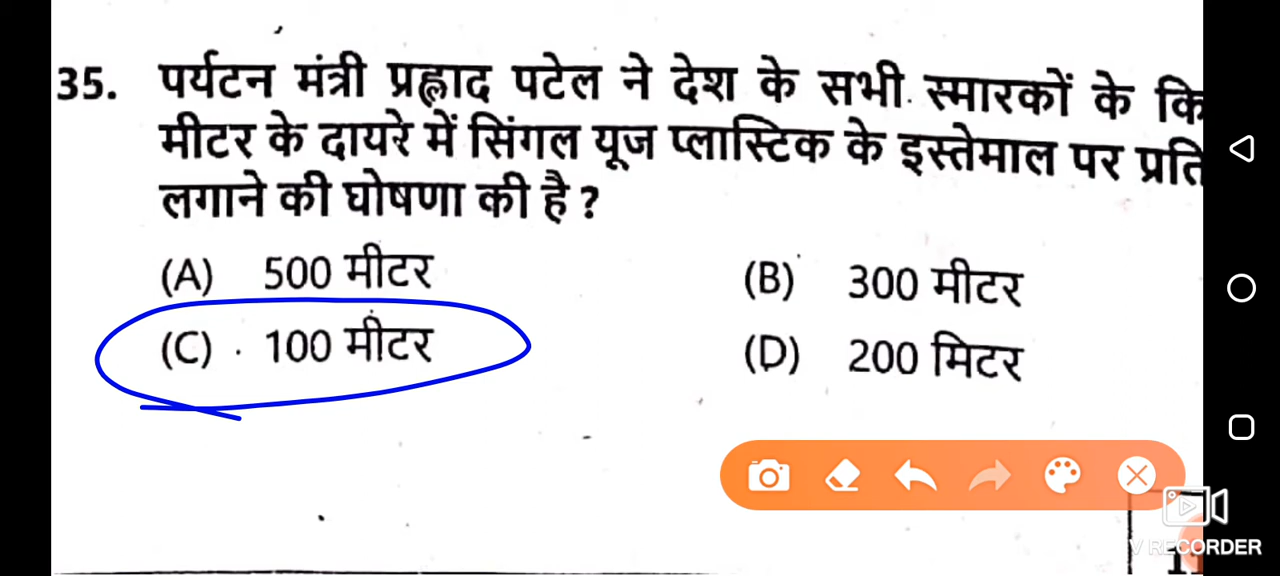 35. पर्यटन मंत्री प्रह्लाद पटेल ने देश के सभी स्मारकों के
मीटर के दायरे में सिंगल यूज प्लास्टिक के इस्तेमाल पर
लगाने की घोषणा की है ?
(A) 500 मीटर
(B) 300 मीटर
(C) 100 मीटर
(D) 200 मिटर
V RECORDER